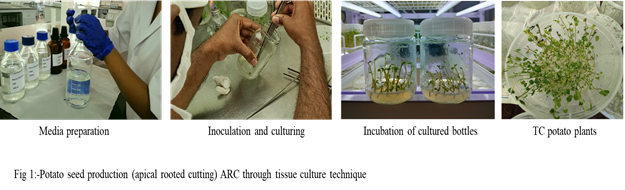 Media preparation
Inoculation and culturing
Incubation of cultured bottles
TC potato plants
Fig 1:-Potato seed production (apical rooted cutting) ARC through tissue culture technique